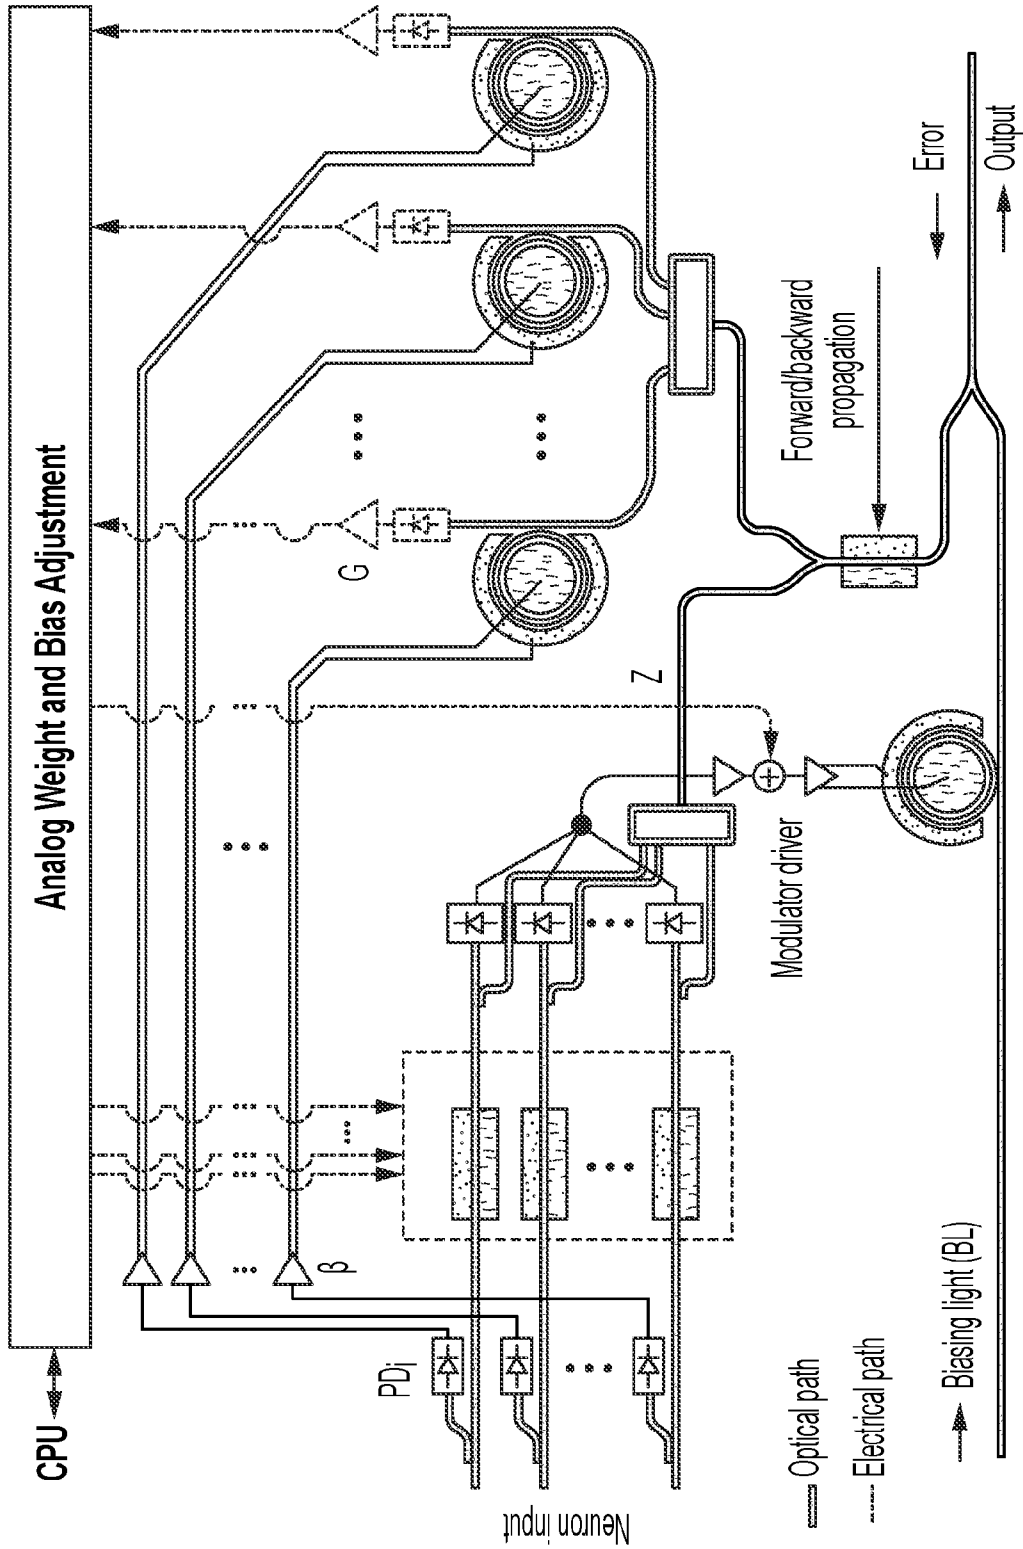 CPU
Analog Weight and Bias Adjustment
PDi
β
G
Z
Neuron input
Modulator driver
+
Forward/backward
propagation
Error
Output
Optical path
Electrical path
Biasing light (BL)